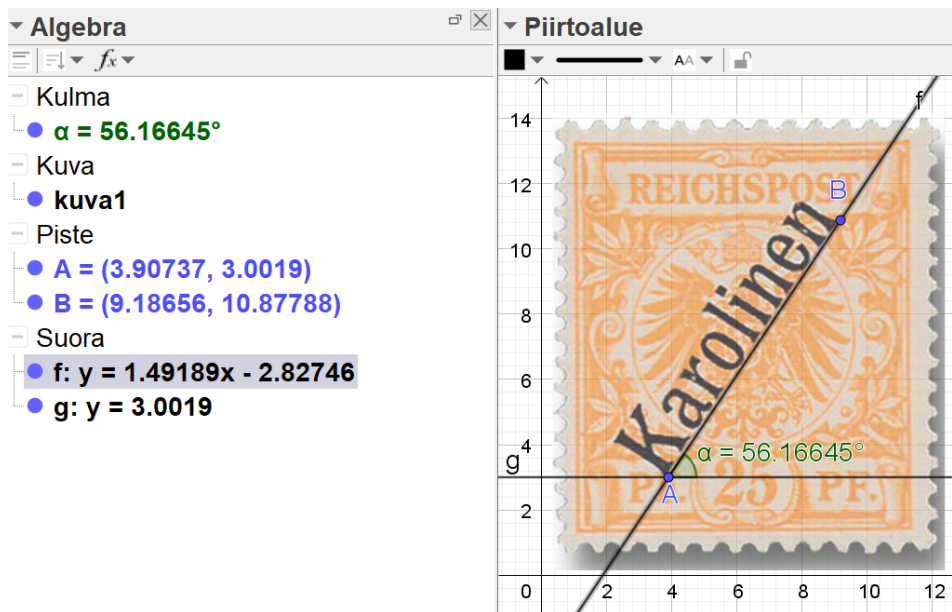 Algebra
fx
Kulma
α = 56.16645°
Kuva
kuva1
Piste
A = (3.90737, 3.0019)
B = (9.18656, 10.87788)
Suora
f: y = 1.49189x - 2.82746
g: y = 3.0019
Piirtoalue
AA
f
14
12
10
8
6
4
2
0 2 4 6 8 10 12
REICHSPOST
B
Karolinen
α = 56.16645°
g
A
PF. 25 PF.